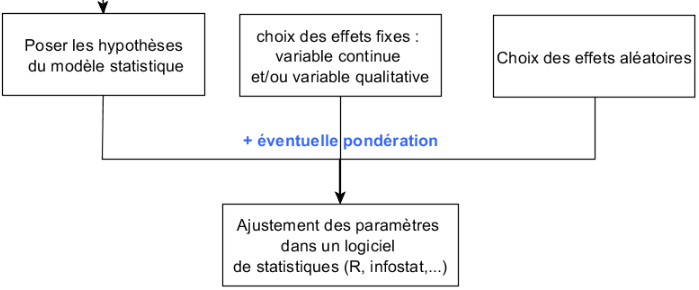 Poser les hypothèses
du modèle statistique
choix des effets fixes :
variable continue
et/ou variable qualitative
Choix des effets aléatoires
+ éventuelle pondération
Ajustement des paramètres
dans un logiciel
de statistiques (R, infostat,...)